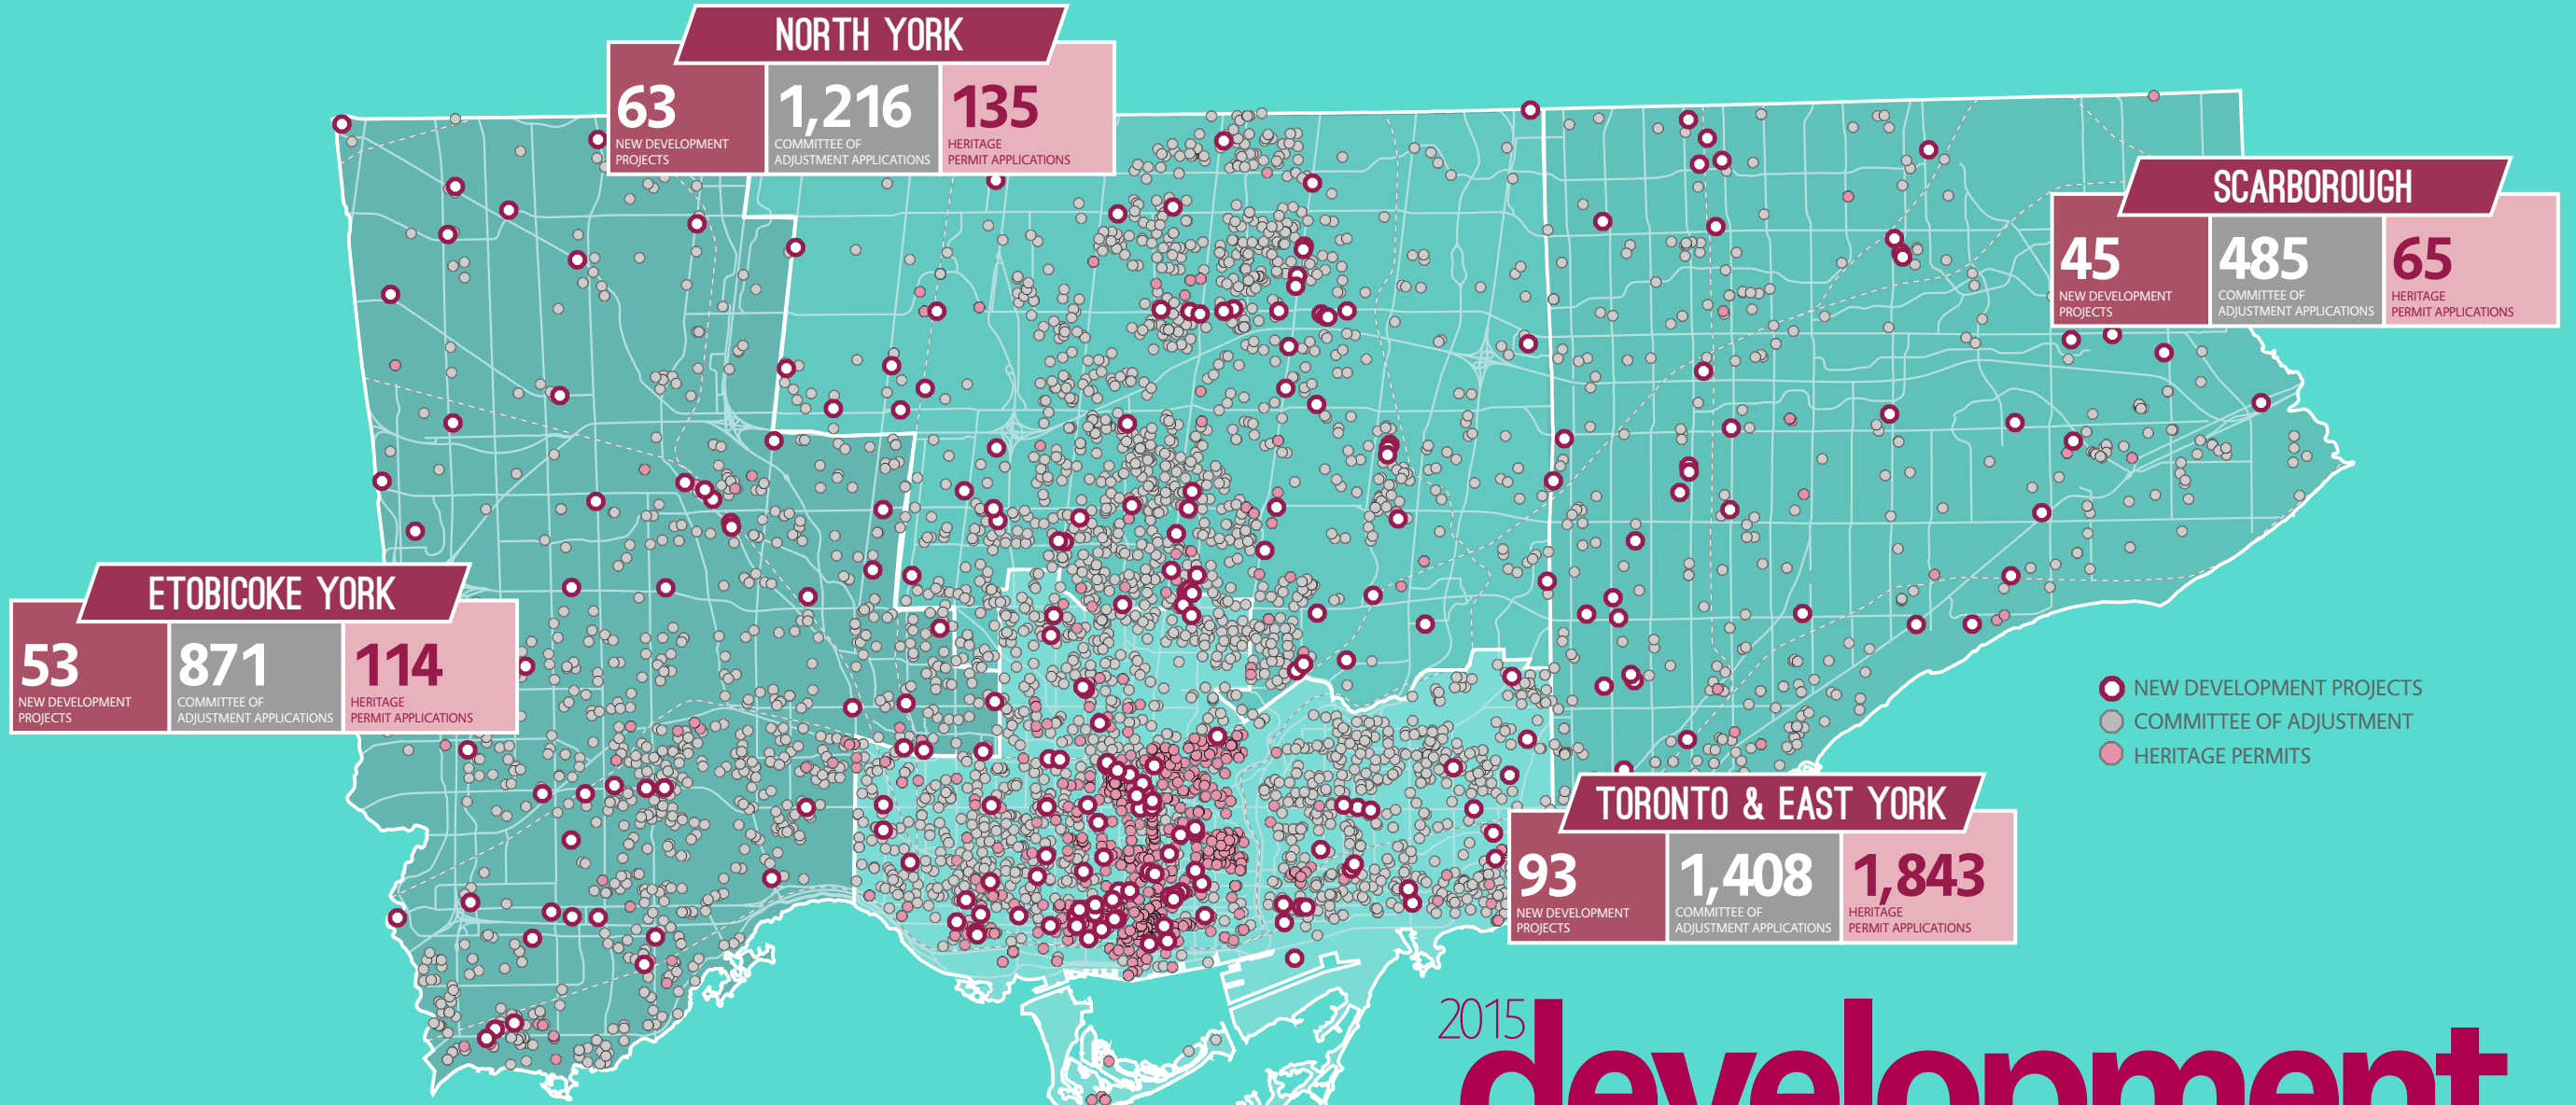 NORTH YORK
63
NEW DEVELOPMENT
PROJECTS
1,216
COMMITTEE OF
ADJUSTMENT APPLICATIONS
135
HERITAGE
PERMIT APPLICATIONS
SCARBOROUGH
45
NEW DEVELOPMENT
PROJECTS
485
COMMITTEE OF
ADJUSTMENT APPLICATIONS
65
HERITAGE
PERMIT APPLICATIONS
ETOBICOKE YORK
53
NEW DEVELOPMENT
PROJECTS
871
COMMITTEE OF
ADJUSTMENT APPLICATIONS
114
HERITAGE
PERMIT APPLICATIONS
NEW DEVELOPMENT PROJECTS
COMMITTEE OF ADJUSTMENT
HERITAGE PERMITS
TORONTO & EAST YORK
93
NEW DEVELOPMENT
PROJECTS
1,408
COMMITTEE OF
ADJUSTMENT APPLICATIONS
1,843
HERITAGE
PERMIT APPLICATIONS
2015
development